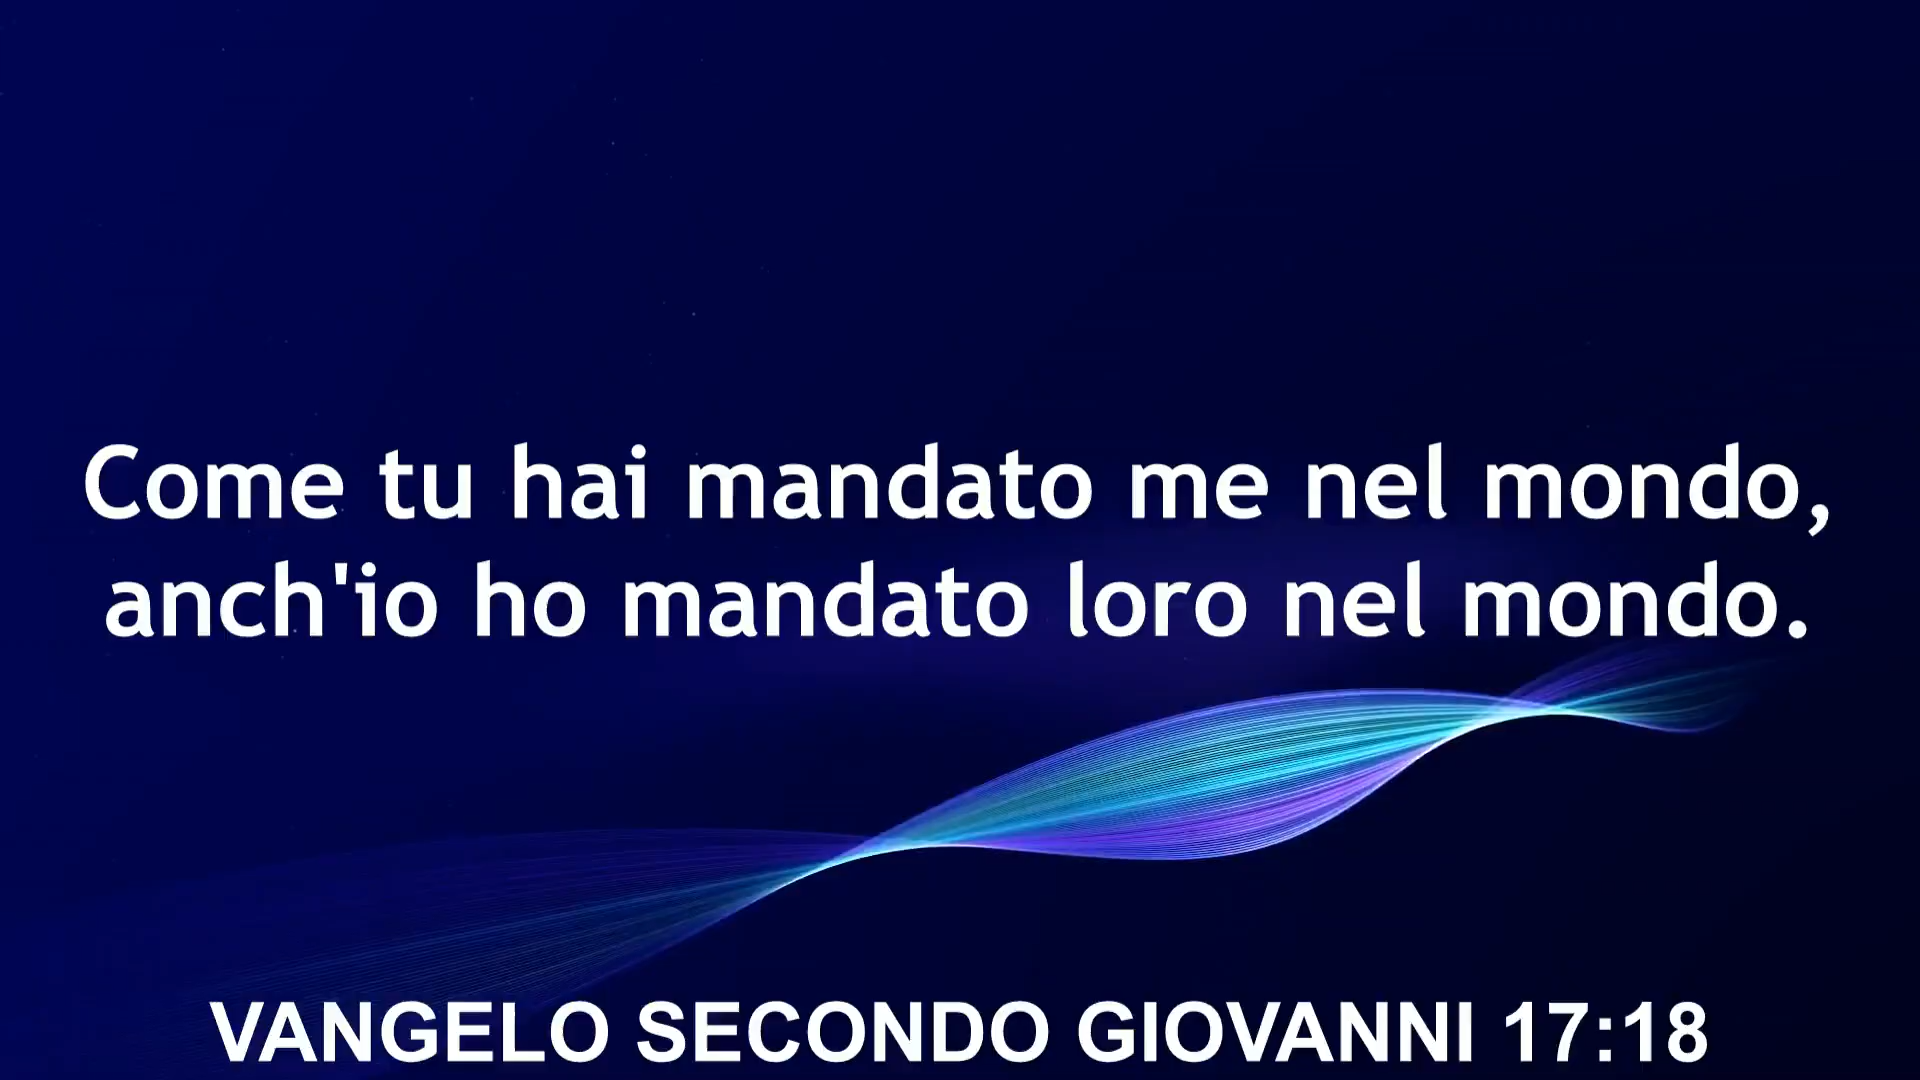 Come tu hai mandato me nel mondo,
anch'io ho mandato loro nel mondo.
VANGELO SECONDO GIOVANNI 17:18